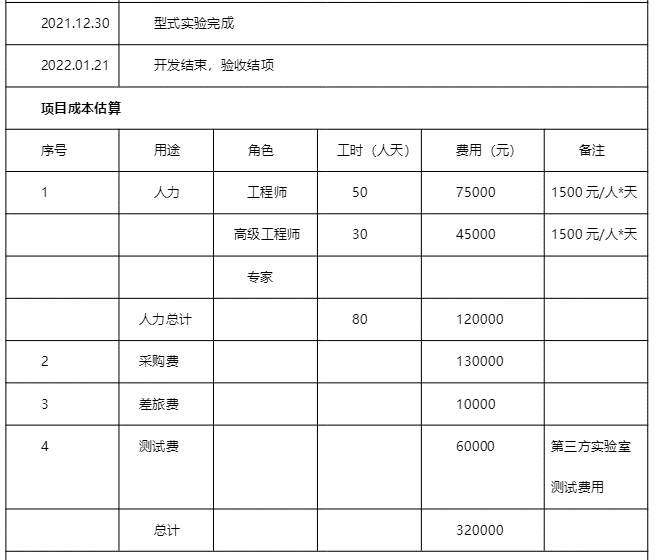 2021.12.30 型式实验完成
2022.01.21 开发结束，验收结项
项目成本估算
序号 用途 角色 工时（人天） 费用（元） 备注
1 人力 工程师 50 75000 1500 元/人*天
高级工程师 30 45000 1500 元/人*天
专家
人力总计 80 120000
2 采购费 130000
3 差旅费 10000
4 测试费 60000 第三方实验室
测试费用
总计 320000